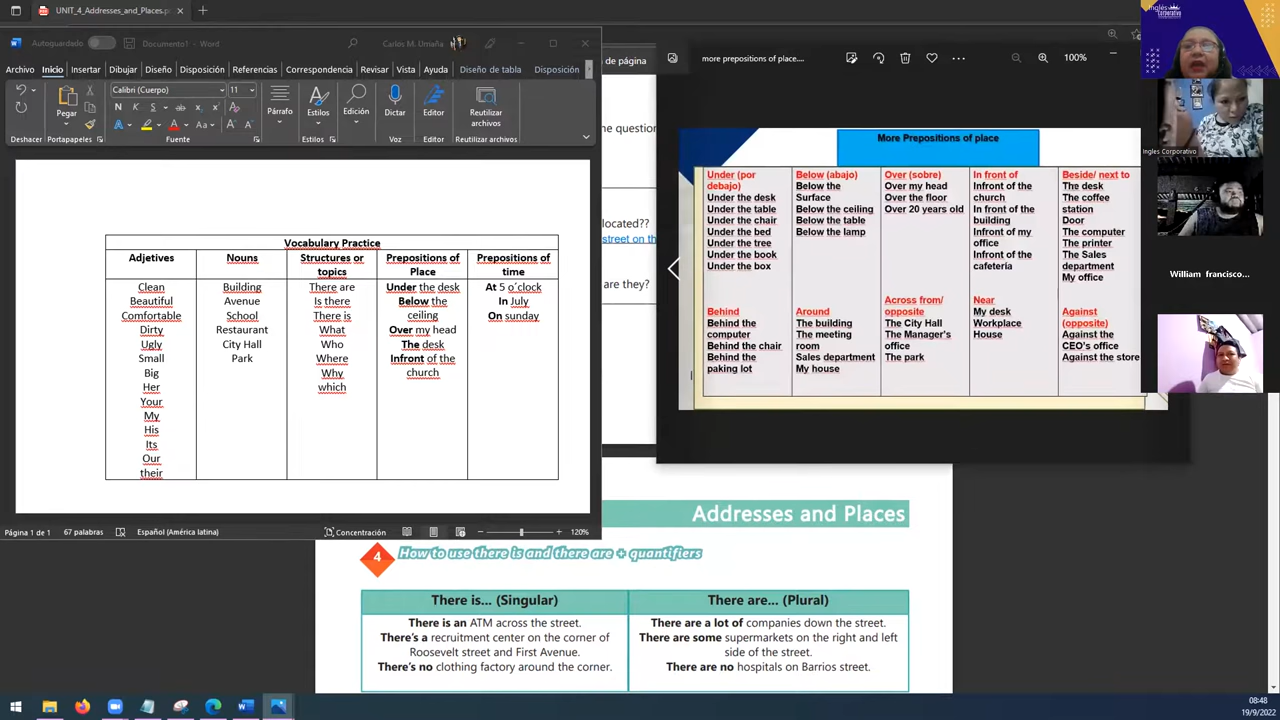 UNIT_4_Addresses_and_Places.p
Autoguardado
Documento1 - Word
Carlos M. Umaña
Archivo Inicio Insertar Dibujar Diseño Disposición Referencias Correspondencia Revisar Vista Ayuda Diseño de tabla Disposición
Calibri (Cuerpo) 11
Pegar
N K S
Párrafo Estilos Edición Dictar Editor Reutilizar
archivos
Deshacer Portapapeles Fuente Estilos Voz Editor Reutilizar archivos
Vocabulary Practice
Adjetives Nouns Structures or
topics
Prepositions of
Place
Prepositions of
time
Clean
Beautiful
Comfortable
Dirty
Ugly
Small
Big
Her
Your
My
His
Its
Our
their
Building
Avenue
School
Restaurant
City Hall
Park
There are
Is there
There is
What
Who
Where
Why
which
Under the desk
Below the
ceiling
Over my head
The desk
Infront of the
church
At 5 o´clock
In July
On sunday
Página 1 de 1 67 palabras Español (América latina) Concentración 120%
de página
ne question
located??
street on th
are they?
more prepositions of place....
100%
More Prepositions of place
Under (por
debajo)
Under the desk
Under the table
Under the chair
Under the bed
Under the tree
Under the book
Under the box
Below (abajo)
Below the
Surface
Below the ceiling
Below the table
Below the lamp
Over (sobre)
Over my head
Over the floor
Over 20 years old
In front of
Infront of the
church
In front of the
building
Infront of my
office
Infront of the
cafeteria
Beside/ next to
The desk
The coffee
station
Door
The computer
The printer
The Sales
department
My office
Behind
Behind the
computer
Behind the chair
Behind the
paking lot
Around
The building
The meeting
room
Sales department
My house
Across from/
opposite
The City Hall
The Manager's
office
The park
Near
My desk
Workplace
House
Against
(opposite)
Against the
CEO's office
Against the store
Addresses and Places
4 How to use there is and there are + quantifiers
There is... (Singular)
There is an ATM across the street.
There's a recruitment center on the corner of
Roosevelt street and First Avenue.
There's no clothing factory around the corner.
There are... (Plural)
There are a lot of companies down the street.
There are some supermarkets on the right and left
side of the street.
There are no hospitals on Barrios street.
Inglés
Corporativo
Ingles Corporativo
William francisco...
08:48
19/9/2022